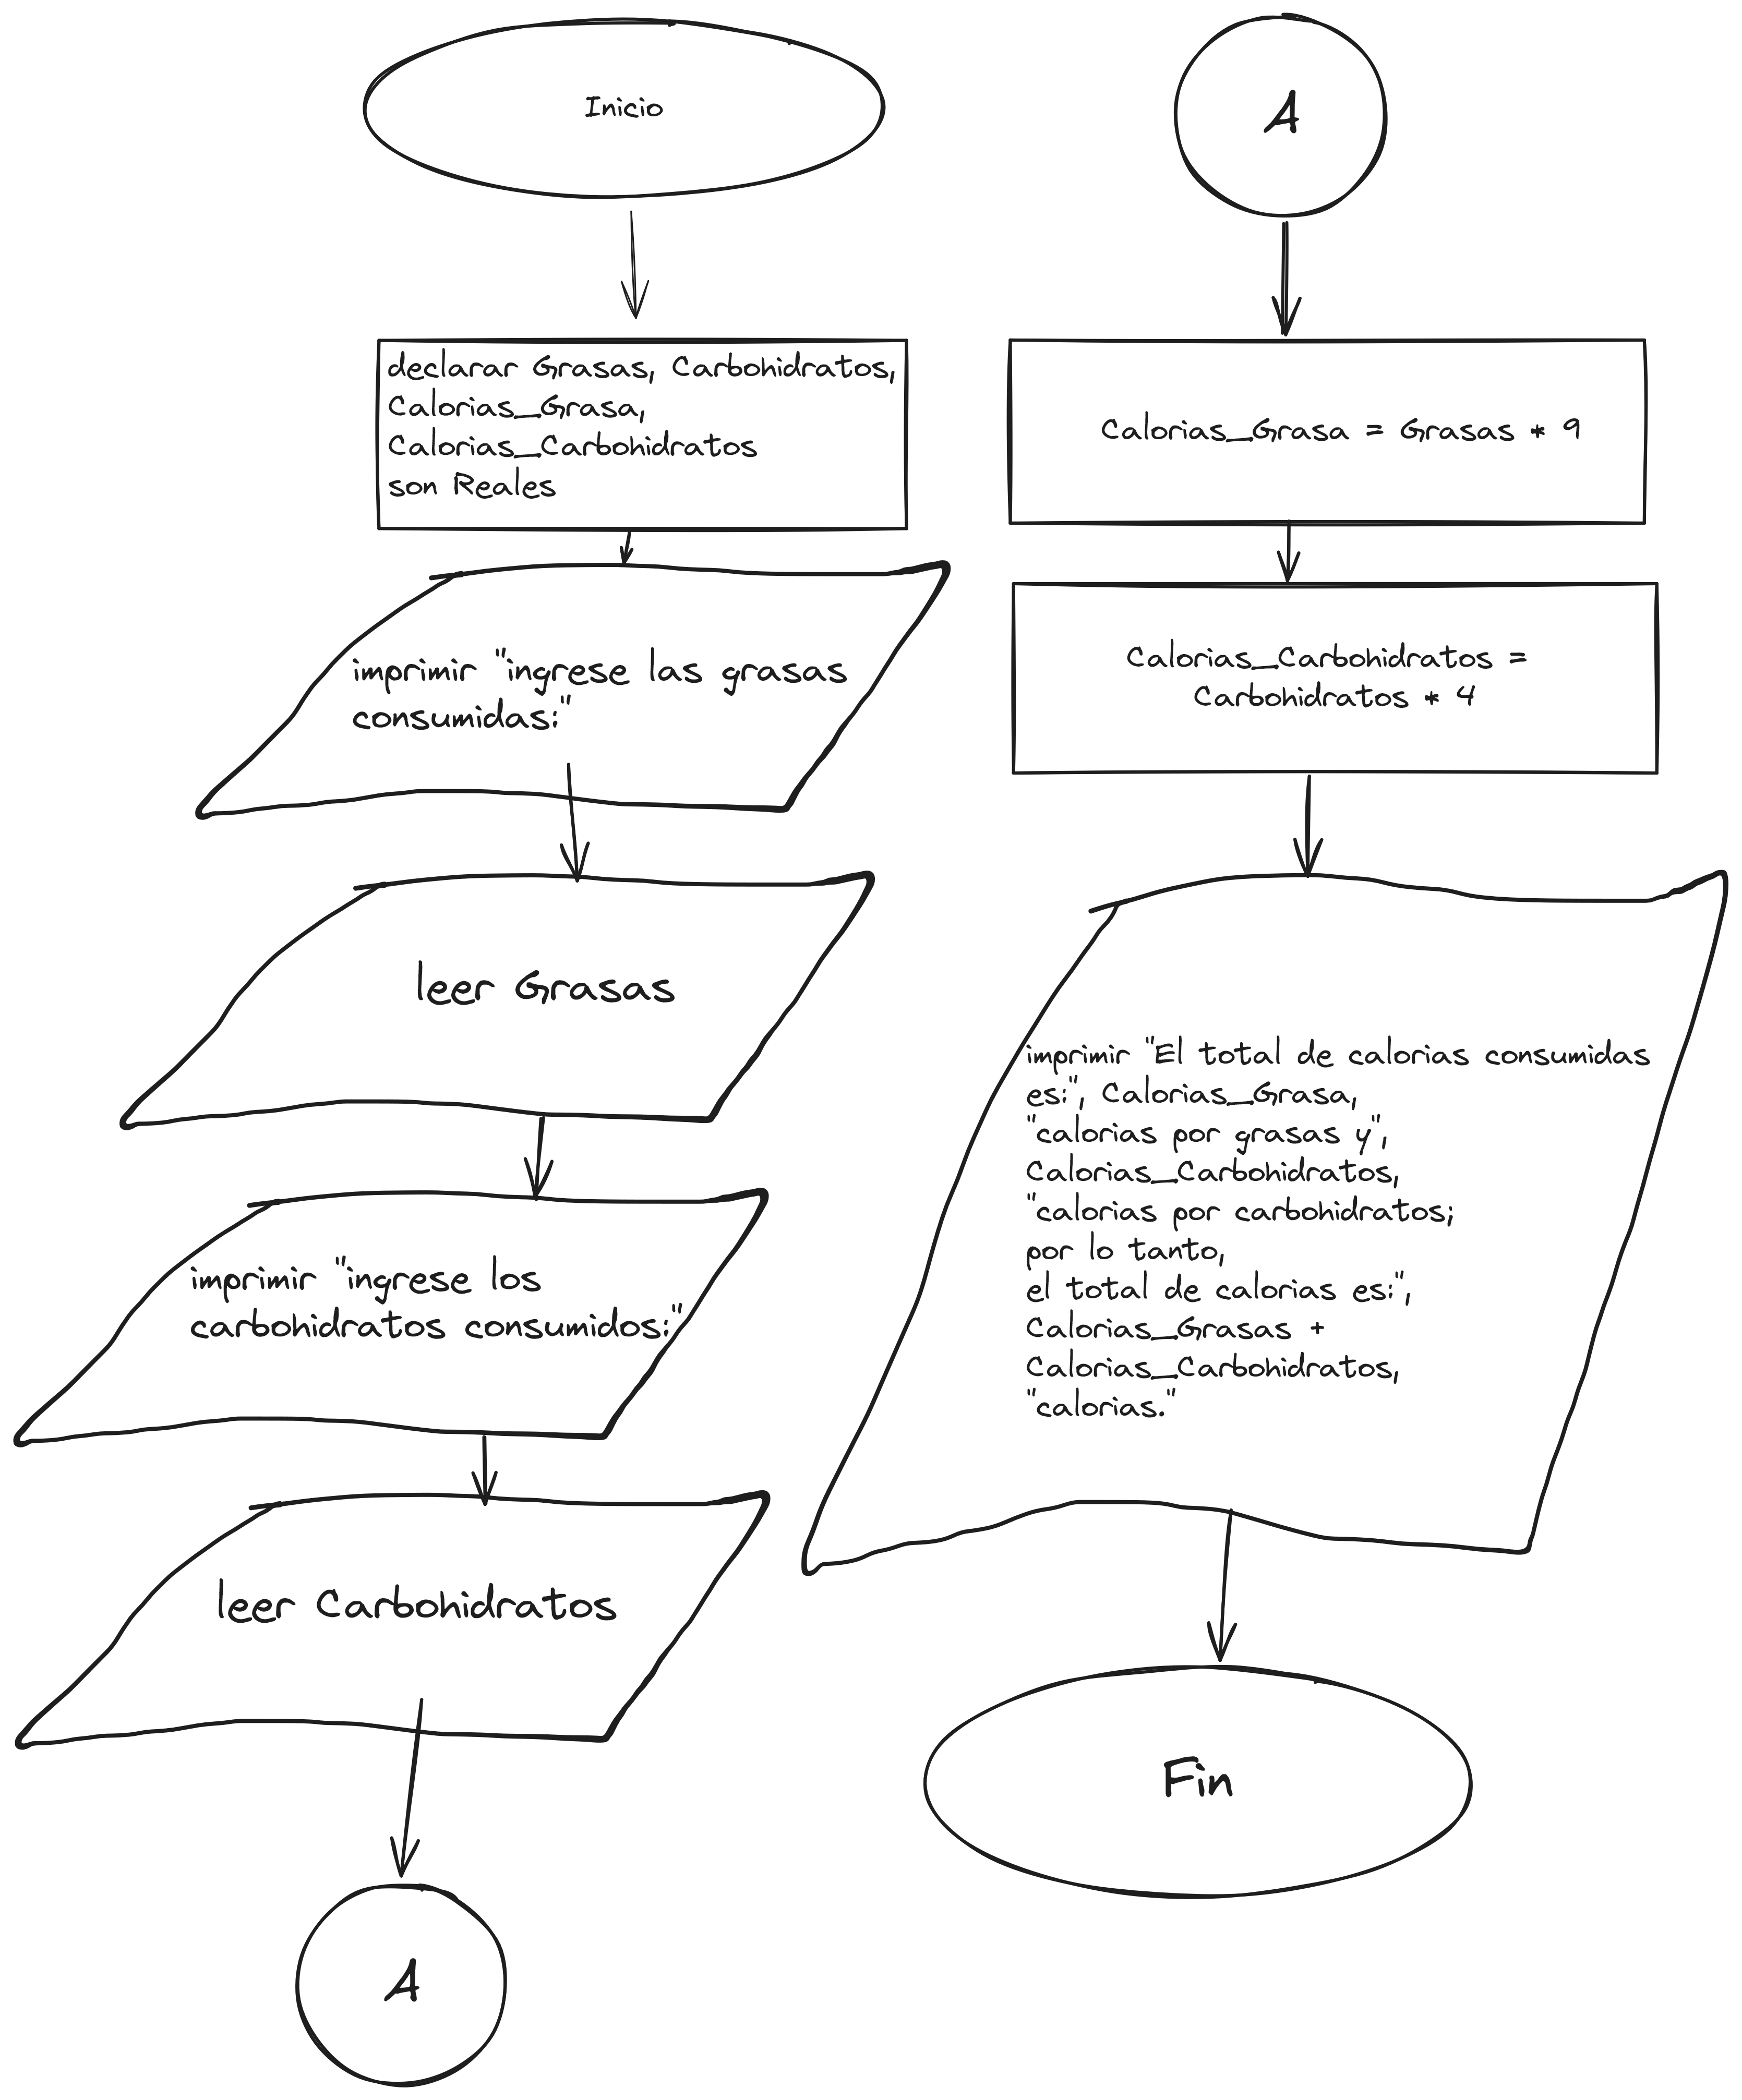 Inicio
declarar Grasas, Carbohidratos,
Calorias_Grasa,
Calorias_Carbohidratos
son Reales
imprimir "ingrese las grasas
consumidas:"
leer Grasas
imprimir "ingrese los
carbohidratos consumidos:"
leer Carbohidratos
A
A
Calorias_Grasa = Grasas * 9
Calorias_Carbohidratos =
Carbohidratos * 4
imprimir "El total de calorias consumidas
es:", Calorias_Grasa,
"calorias por grasas y",
Calorias_Carbohidratos,
"calorias por carbohidratos;
por lo tanto,
el total de calorias es:",
Calorias_Grasas +
Calorias_Carbohidratos,
"calorias."
Fin